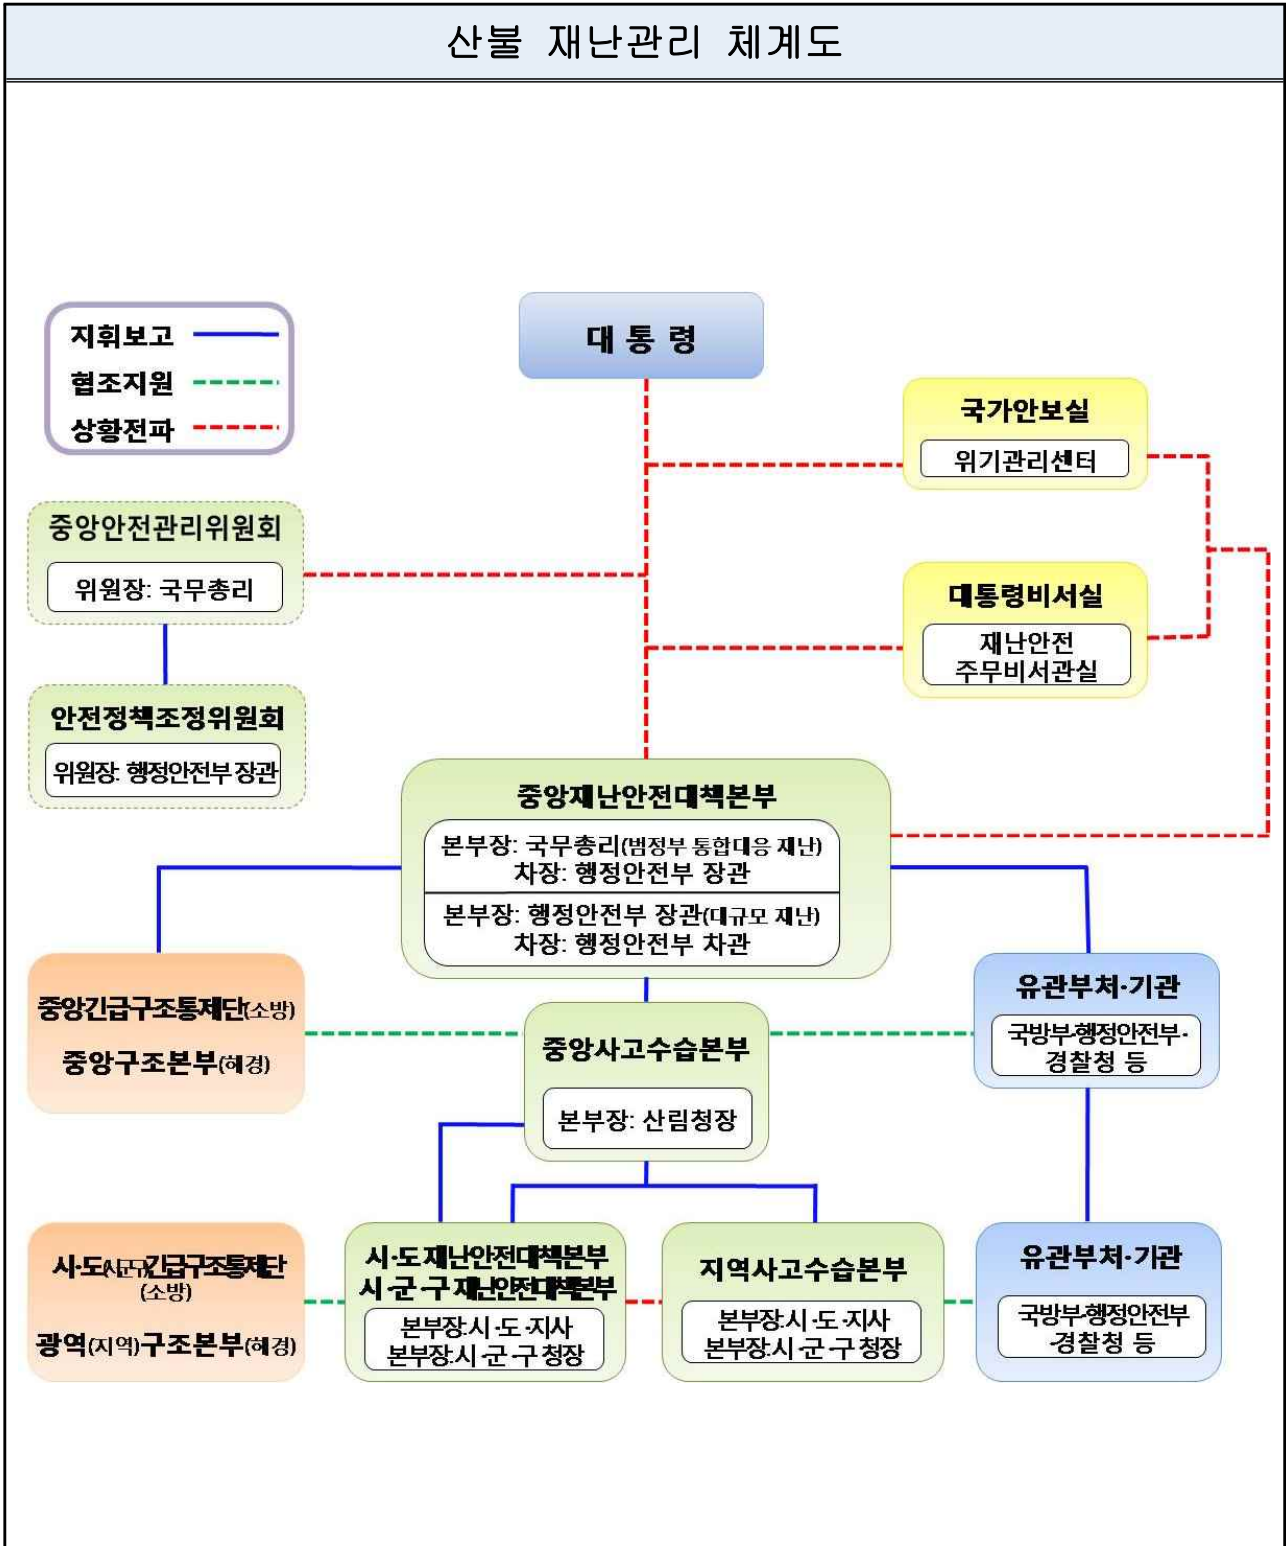 산불 재난관리 체계도
대 통 령
지휘보고
협조지원
상황전파
국가안보실
위기관리센터
중앙안전관리위원회
위원장: 국무총리
대통령비서실
재난안전
주무비서관실
안전정책조정위원회
위원장: 행정안전부 장관
중앙재난안전대책본부
본부장: 국무총리(범정부 통합대응 재난)
차장: 행정안전부 장관
본부장: 행정안전부 장관(대규모 재난)
차장: 행정안전부 차관
중앙긴급구조통제단(소방)
중앙구조본부(해경)
중앙사고수습본부
본부장: 산림청장
유관부처·기관
국방부·행정안전부·
경찰청 등
시·도(시군구)긴급구조통제단
(소방)
광역(지역)구조본부(해경)
시·도 재난안전대책본부
시·군·구 재난안전대책본부
본부장:시·도·지사
본부장:시·군·구 청장
지역사고수습본부
본부장:시·도·지사
본부장:시·군·구 청장
유관부처·기관
국방부·행정안전부
·경찰청 등